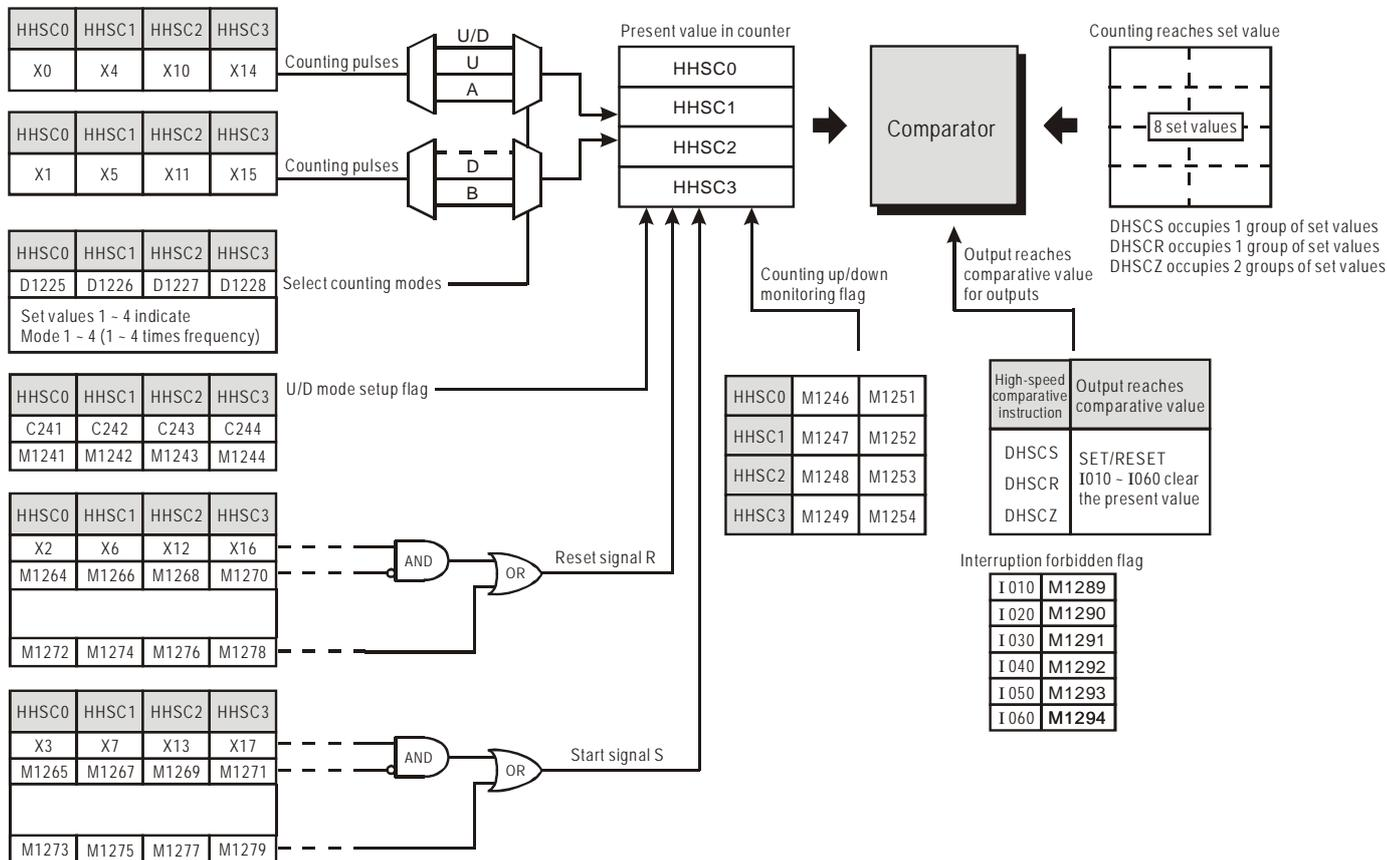 HHSC0 HHSC1 HHSC2 HHSC3
X0 X4 X10 X14
Counting pulses
U/D
U
A
HHSC0 HHSC1 HHSC2 HHSC3
X1 X5 X11 X15
Counting pulses
D
B
HHSC0 HHSC1 HHSC2 HHSC3
D1225 D1226 D1227 D1228
Set values 1 ~ 4 indicate
Mode 1 ~ 4 (1 ~ 4 times frequency)
Select counting modes
HHSC0 HHSC1 HHSC2 HHSC3
C241 C242 C243 C244
M1241 M1242 M1243 M1244
U/D mode setup flag
HHSC0 HHSC1 HHSC2 HHSC3
X2 X6 X12 X16
M1264 M1266 M1268 M1270
M1272 M1274 M1276 M1278
AND
OR
Reset signal R
HHSC0 HHSC1 HHSC2 HHSC3
X3 X7 X13 X17
M1265 M1267 M1269 M1271
M1273 M1275 M1277 M1279
AND
OR
Start signal S
Present value in counter
HHSC0
HHSC1
HHSC2
HHSC3
Comparator
Counting reaches set value
8 set values
DHSCS occupies 1 group of set values
DHSCR occupies 1 group of set values
DHSCZ occupies 2 groups of set values
Counting up/down
monitoring flag
Output reaches
comparative value
for outputs
HHSC0 M1246 M1251
HHSC1 M1247 M1252
HHSC2 M1248 M1253
HHSC3 M1249 M1254
High-speed
comparative
instruction
Output reaches
comparative value
DHSCS
DHSCR
DHSCZ
SET/RESET
I010 ~ I060 clear
the present value
Interruption forbidden flag
I010 M1289
I020 M1290
I030 M1291
I040 M1292
I050 M1293
I060 M1294